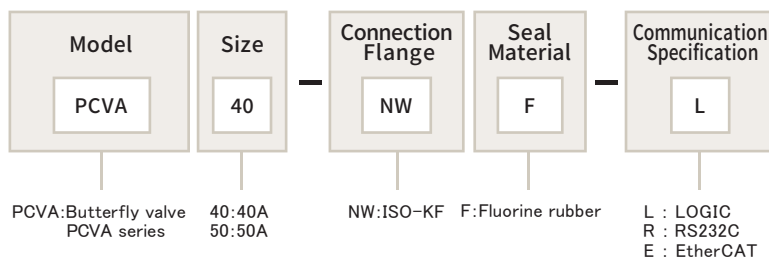 Model
Size
Connection
Flange
Seal
Material
Communication
Specification
PCVA
40
NW
F
L
PCVA:Butterfly valve
PCVA series
40:40A
50:50A
NW:ISO-KF
F:Fluorine rubber
L : LOGIC
R : RS232C
E : EtherCAT